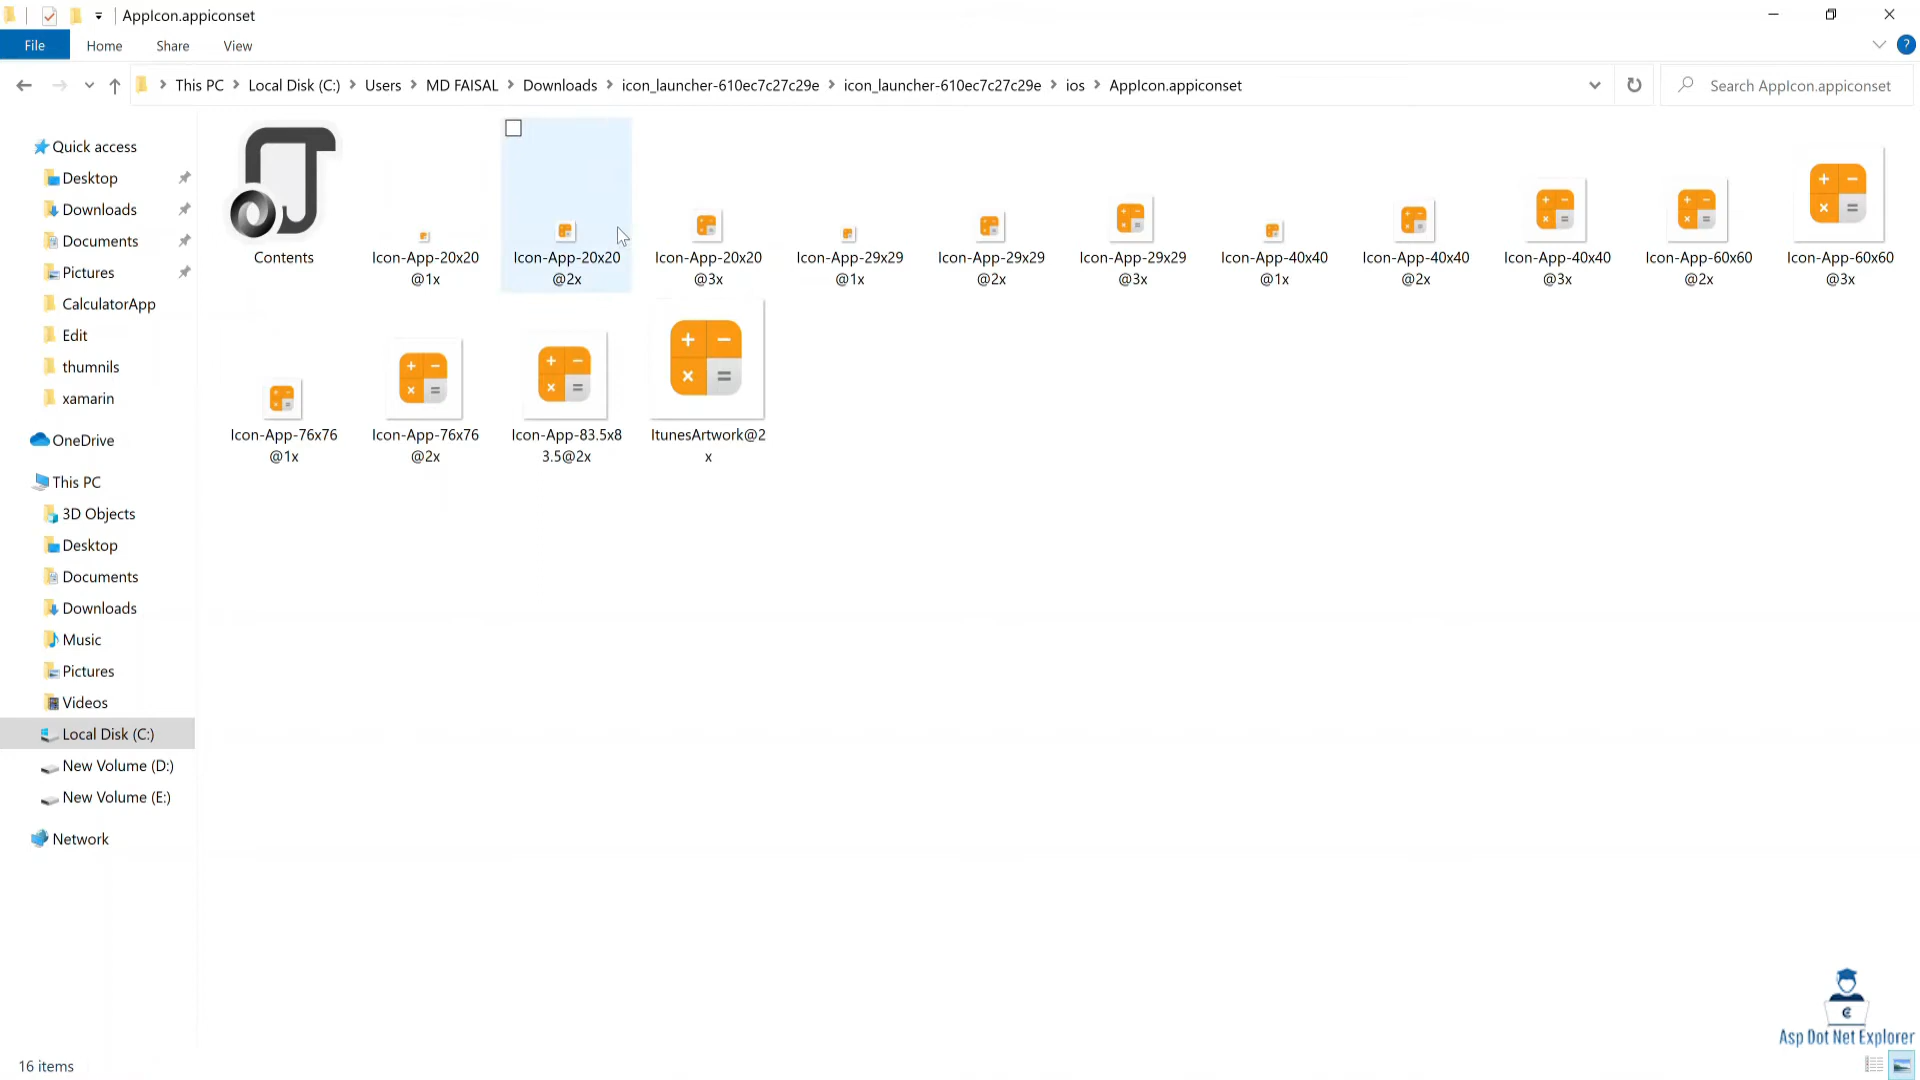 AppIcon.appiconset
File Home Share View
This PC Local Disk (C:) Users MD FAISAL Downloads icon_launcher-610ec7c27c29e icon_launcher-610ec7c27c29e ios AppIcon.appiconset
Search AppIcon.appiconset
Quick access
Desktop
Downloads
Documents
Pictures
CalculatorApp
Edit
thumnils
xamarin
OneDrive
This PC
3D Objects
Desktop
Documents
Downloads
Music
Pictures
Videos
Local Disk (C:)
New Volume (D:)
New Volume (E:)
Network
Contents
Icon-App-20x20
@1x
Icon-App-20x20
@2x
Icon-App-20x20
@3x
Icon-App-29x29
@1x
Icon-App-29x29
@2x
Icon-App-29x29
@3x
Icon-App-40x40
@1x
Icon-App-40x40
@2x
Icon-App-40x40
@3x
Icon-App-60x60
@2x
Icon-App-60x60
@3x
Icon-App-76x76
@1x
Icon-App-76x76
@2x
Icon-App-83.5x8
3.5@2x
ItunesArtwork@2
x
Asp Dot Net Explorer
16 items